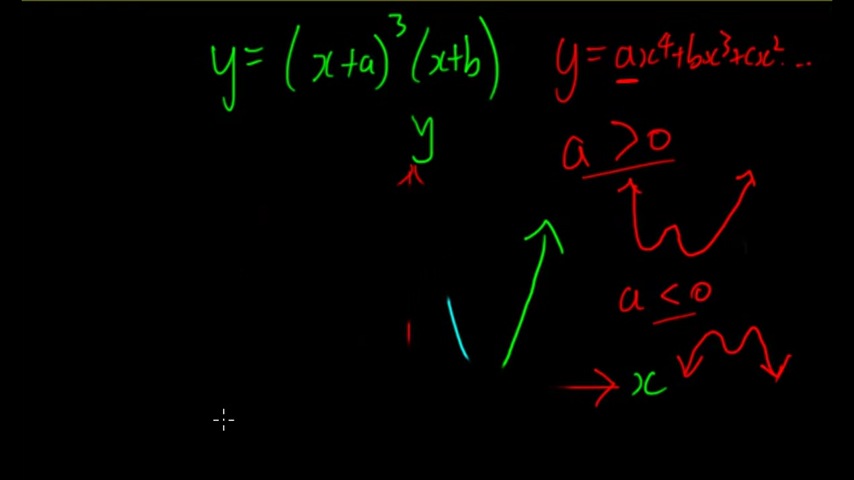 y = (x+a)³(x+b)
y = ax⁴+bx³+cx²...
y
a > 0
a < 0
x